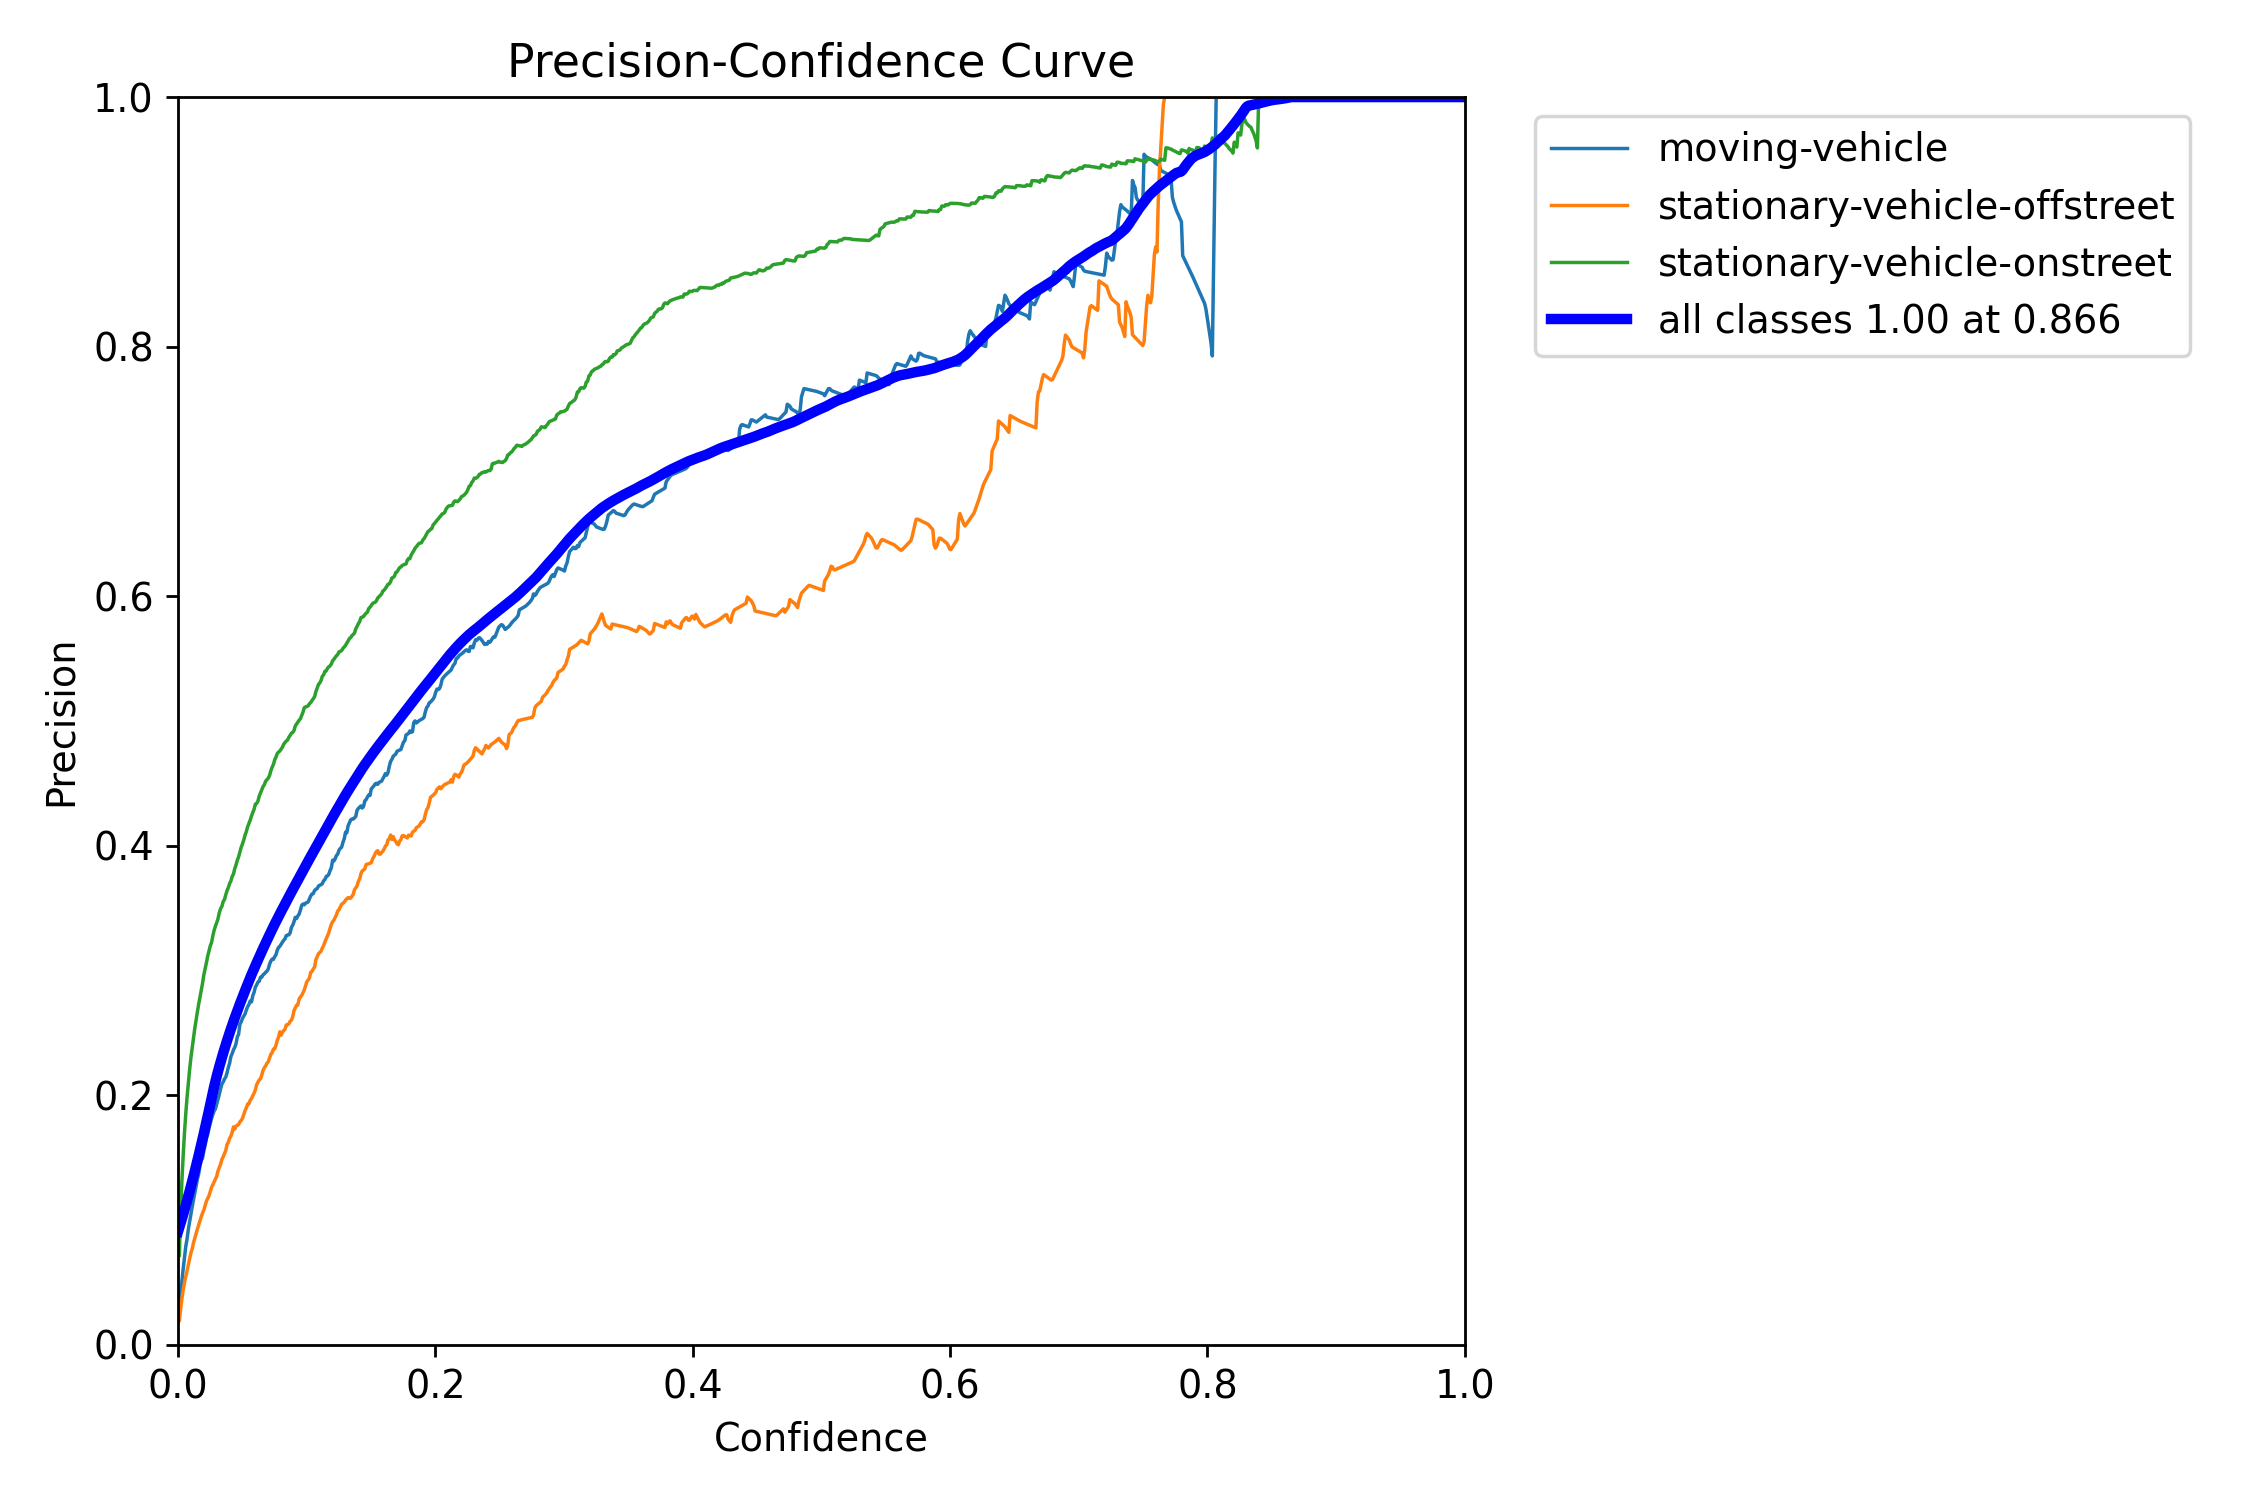 Precision-Confidence Curve
1.0
0.8
0.6
0.4
0.2
0.0
Precision
0.0 0.2 0.4 0.6 0.8 1.0
Confidence
moving-vehicle
stationary-vehicle-offstreet
stationary-vehicle-onstreet
all classes 1.00 at 0.866